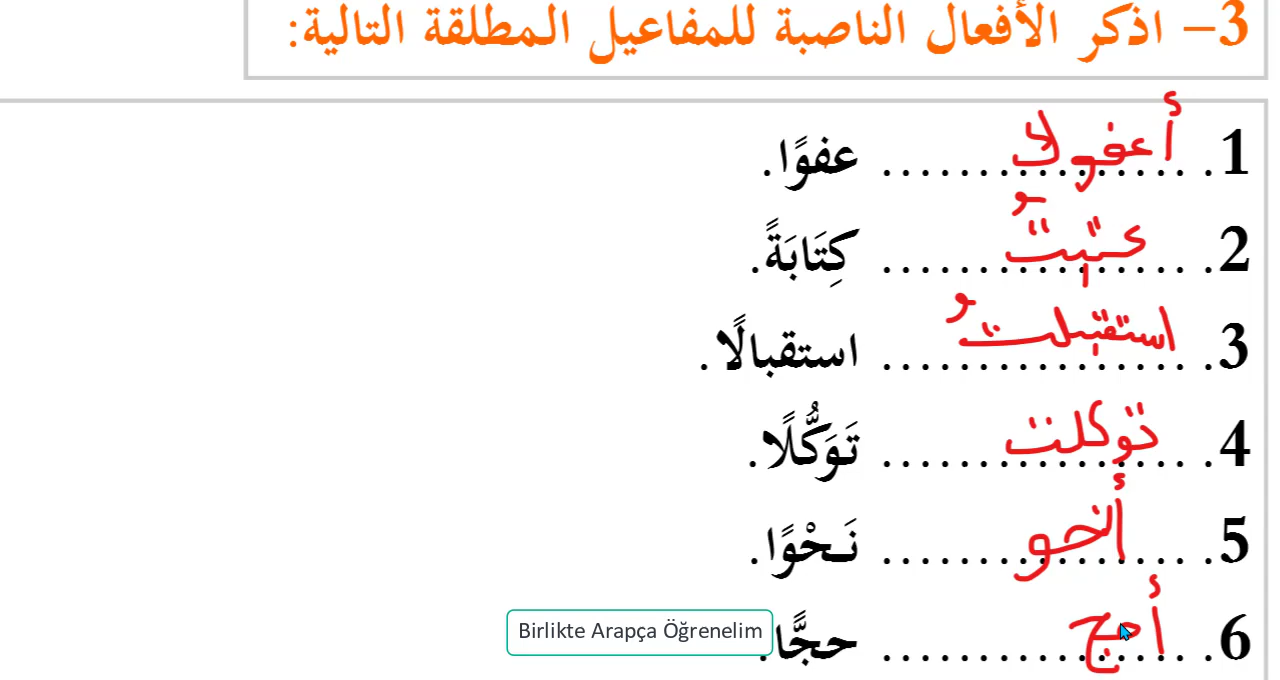 3– اذكر الأفعال الناصبة للمفاعيل المطلقة التالية:
1. أعفوك ................ عفوًا.
2. كتبتُ ................ كِتَابَةً.
3. استقبلتُ ................ استقبالًا.
4. توكلت ................ تَوَكُّلًا.
5. أنحو ................ نَحْوًا.
6. أحج ................ حجًّا.
Birlikte Arapça Öğrenelim